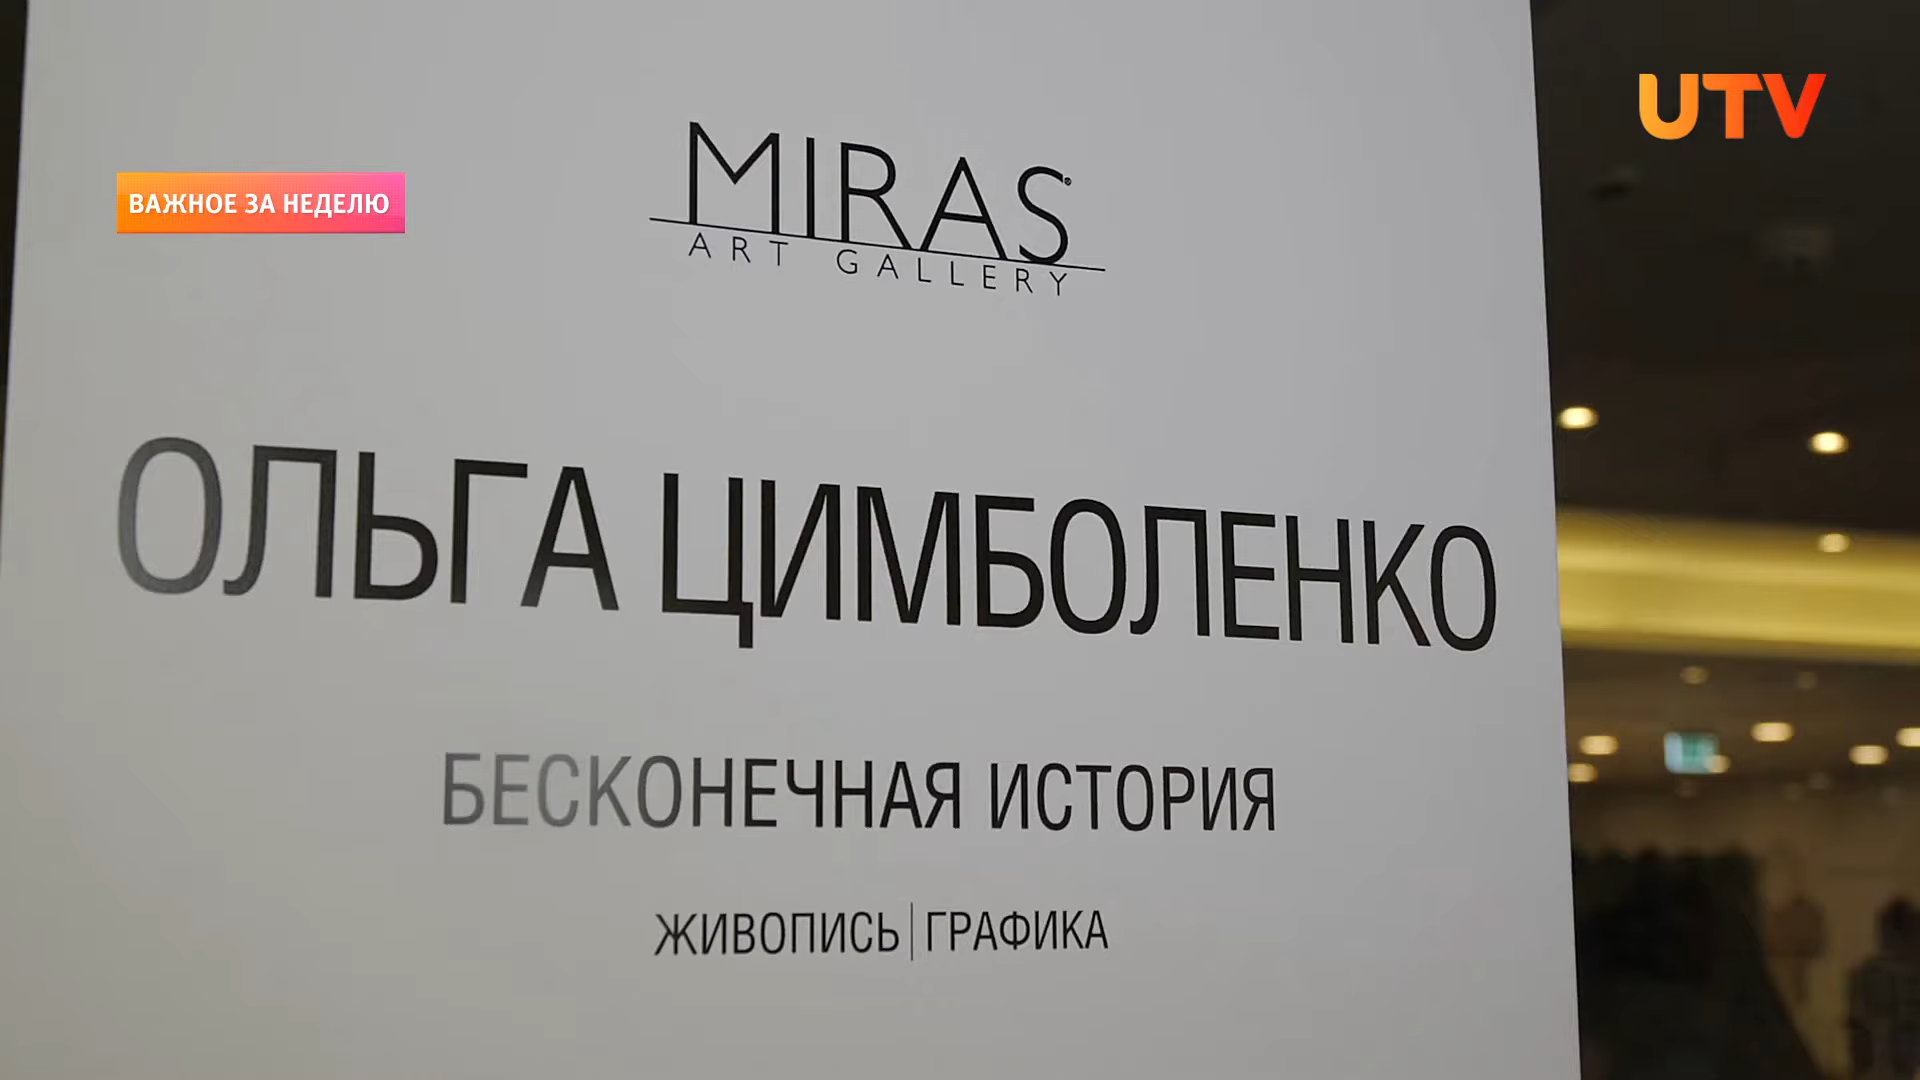 UTV
ВАЖНОЕ ЗА НЕДЕЛЮ
MIRAS®
ART GALLERY
ОЛЬГА ЦИМБОЛЕНКО
БЕСКОНЕЧНАЯ ИСТОРИЯ
ЖИВОПИСЬ|ГРАФИКА